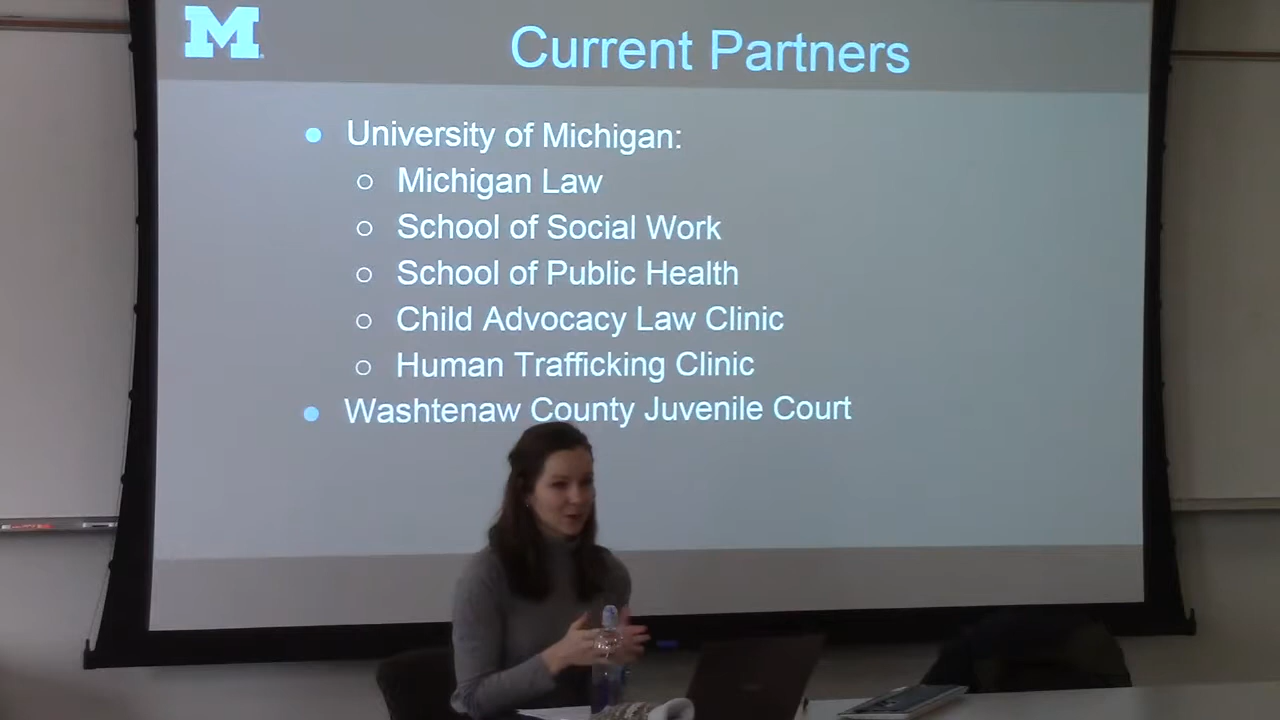 M
Current Partners
● University of Michigan:
○ Michigan Law
○ School of Social Work
○ School of Public Health
○ Child Advocacy Law Clinic
○ Human Trafficking Clinic
● Washtenaw County Juvenile Court